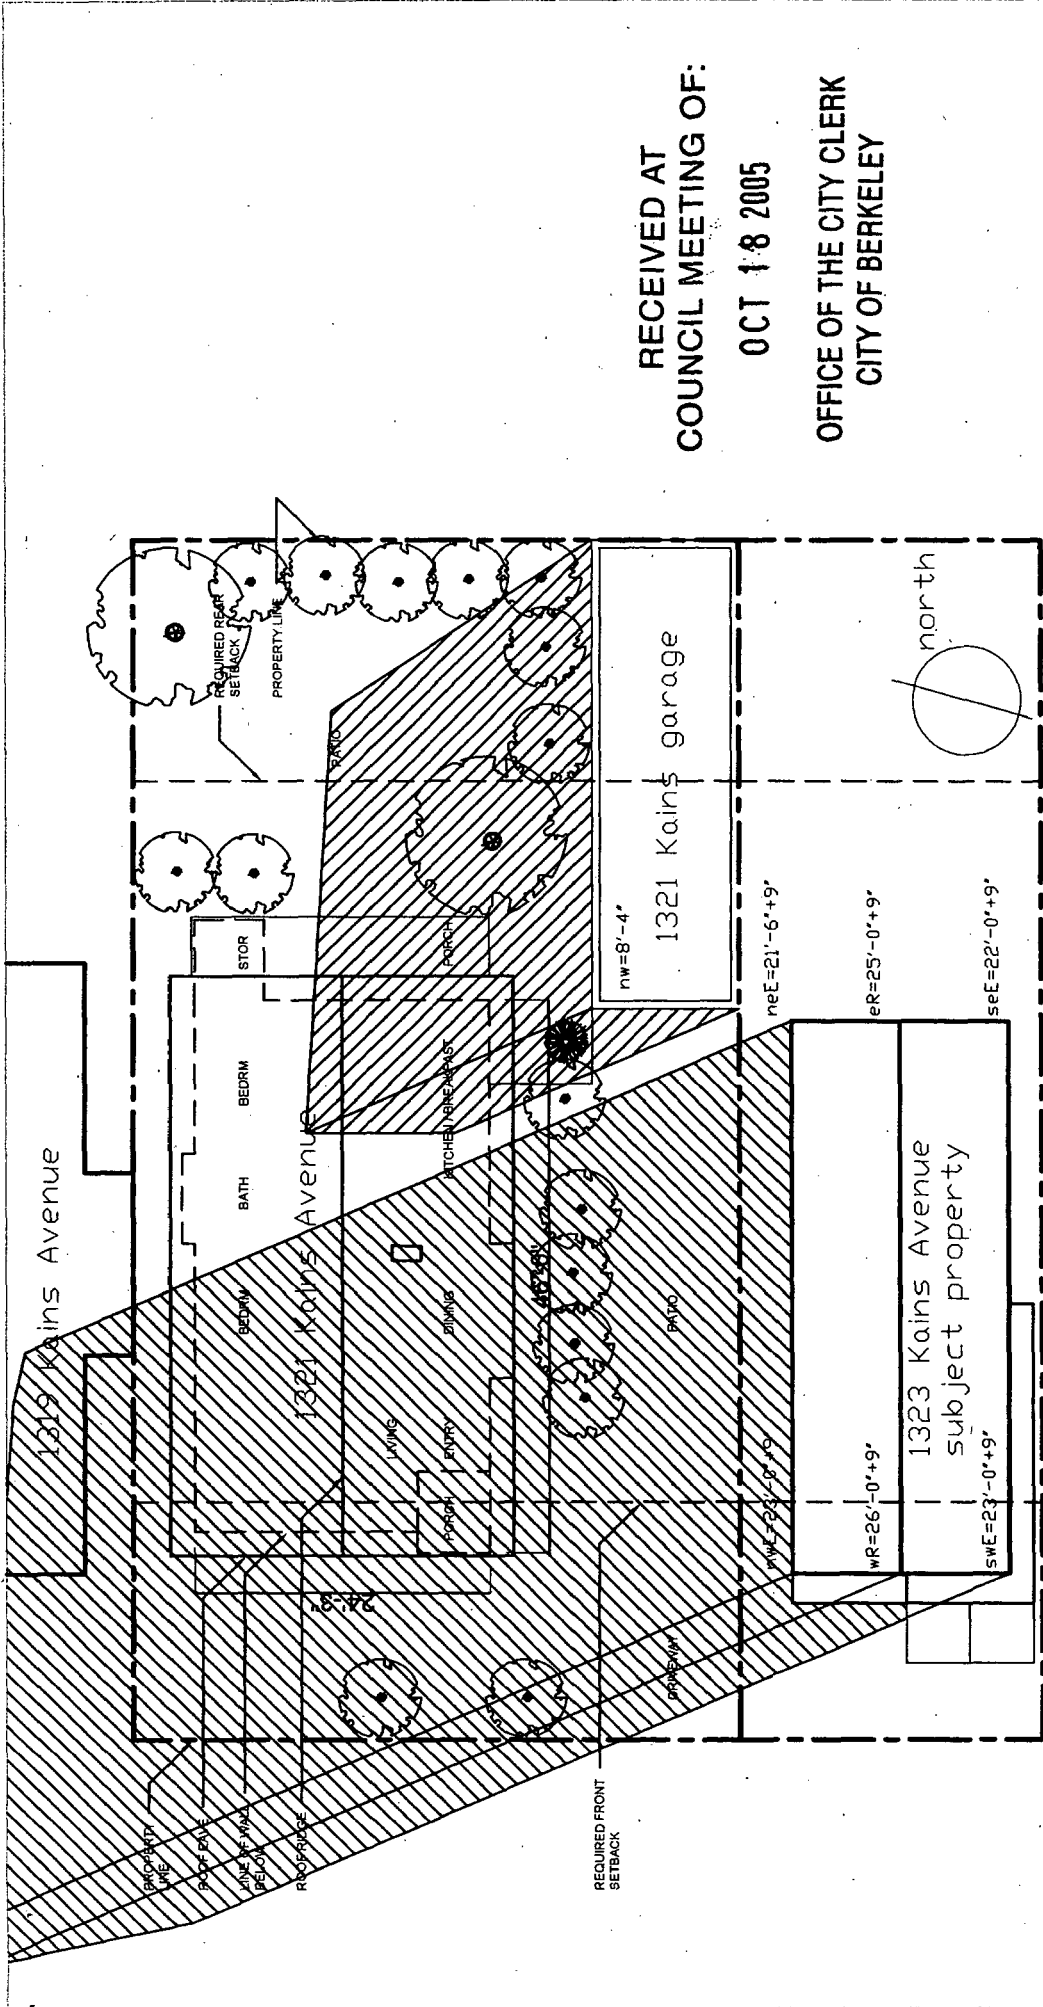 1319 Kains Avenue
PROPERTY
LINE
ROOF EAVE
LINE OF WALL
BELOW
ROOF RIDGE
24'-3"
BEDRM
BATH
BEDRM
STOR
1321 Kains Avenue
LIVING
PORCH
ENTRY
DINING
KITCHEN / BREAKFAST
PORCH
REQUIRED REAR
SETBACK
PROPERTY LINE
PATIO
REQUIRED FRONT
SETBACK
DRIVEWAY
PATIO
nw=8'-4"
1321 Kains garage
nwE=23'-0"+9"
neE=21'-6"+9"
wR=26'-0"+9"
eR=25'-0"+9"
1323 Kains Avenue
subject property
swE=23'-0"+9"
seE=22'-0"+9"
north
RECEIVED AT
COUNCIL MEETING OF:
OCT 18 2005
OFFICE OF THE CITY CLERK
CITY OF BERKELEY